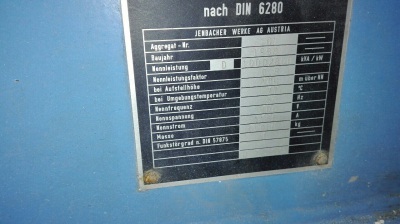 nach DIN 6280
JENBACHER WERKE AG AUSTRIA
Aggregat-Nr.
Baujahr
Nennleistung kVA / kW
Nennleistungsfaktor
bei Aufstellhöhe m über NN
bei Umgebungstemperatur °C
Nennfrequenz Hz
Nennspannung V
Nennstrom A
Masse kg
Funkstörgrad n. DIN 57875